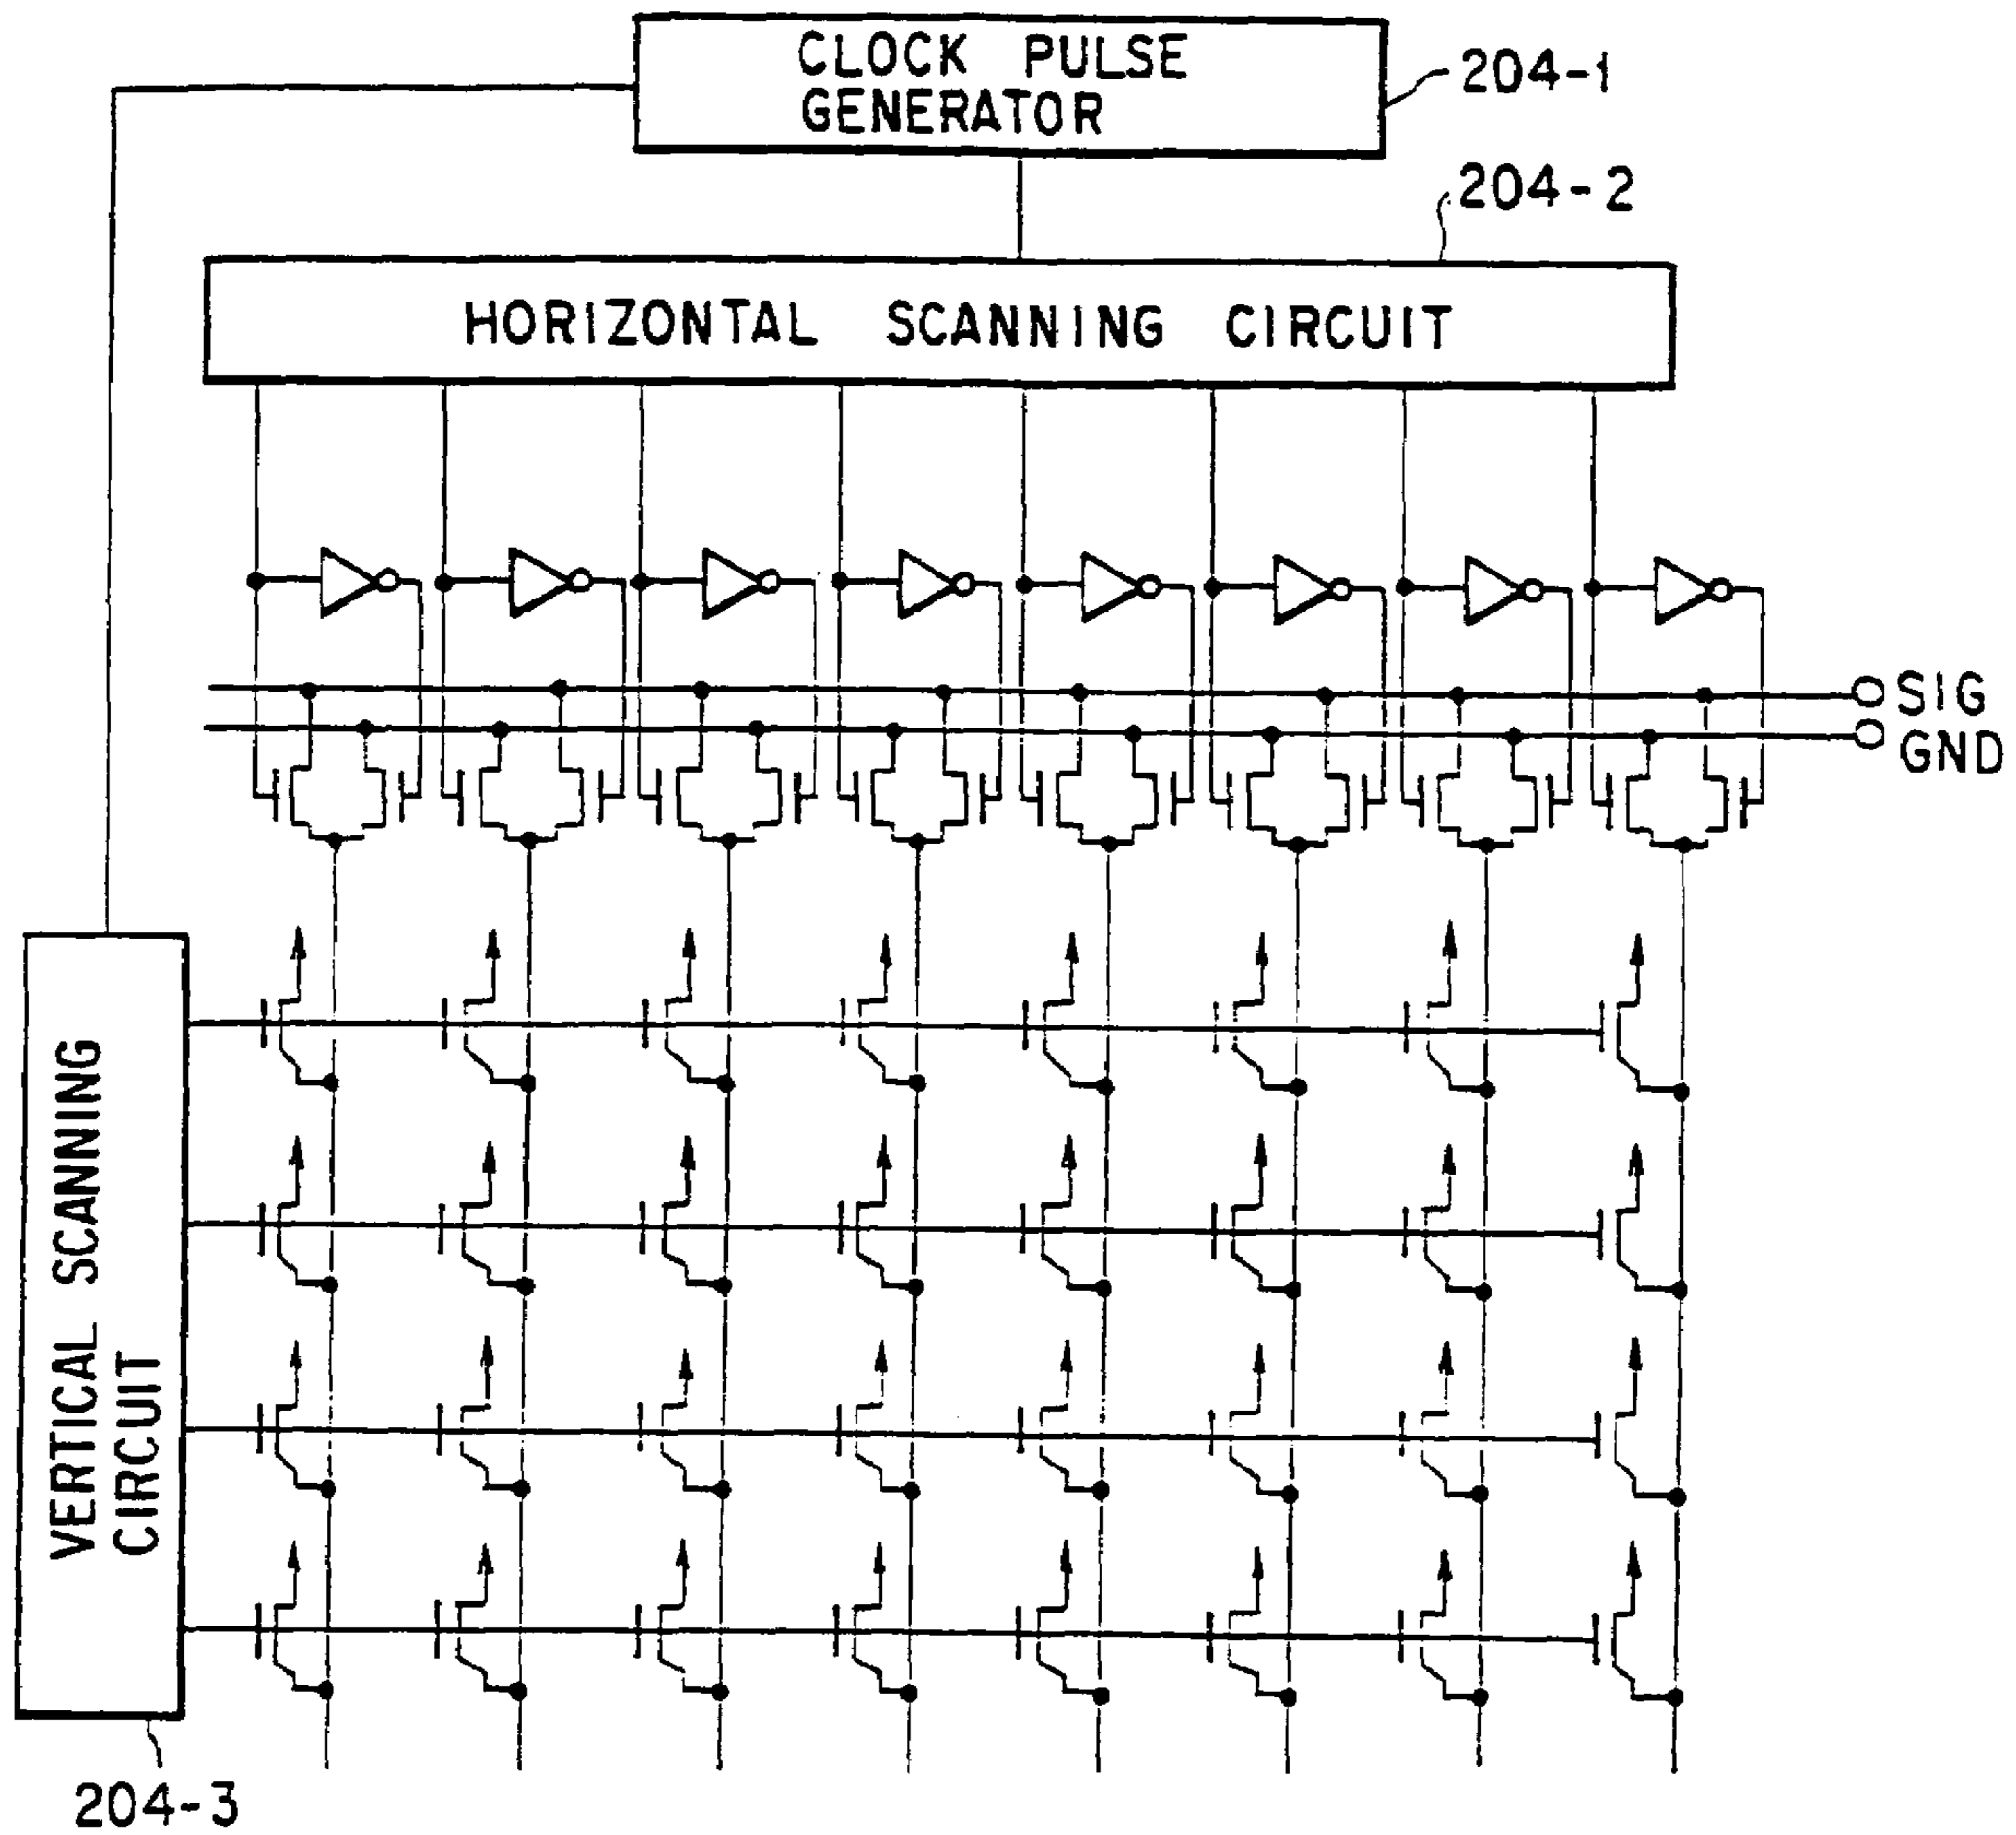 CLOCK PULSE
GENERATOR
204-1
204-2
HORIZONTAL SCANNING CIRCUIT
SIG
GND
VERTICAL SCANNING
CIRCUIT
204-3